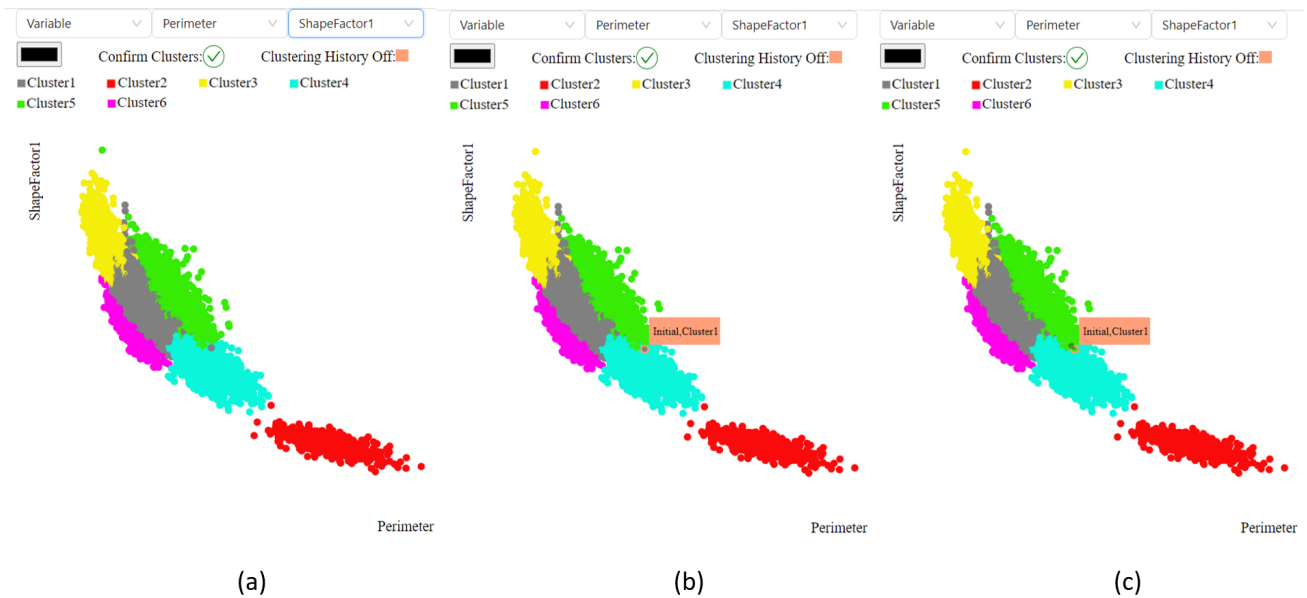 Variable Perimeter ShapeFactor1
Confirm Clusters: Clustering History Off:
Cluster1 Cluster2 Cluster3 Cluster4
Cluster5 Cluster6
ShapeFactor1
Perimeter
(a)
Variable Perimeter ShapeFactor1
Confirm Clusters: Clustering History Off:
Cluster1 Cluster2 Cluster3 Cluster4
Cluster5 Cluster6
ShapeFactor1
Initial,Cluster1
Perimeter
(b)
Variable Perimeter ShapeFactor1
Confirm Clusters: Clustering History Off:
Cluster1 Cluster2 Cluster3 Cluster4
Cluster5 Cluster6
ShapeFactor1
Initial,Cluster1
Perimeter
(c)